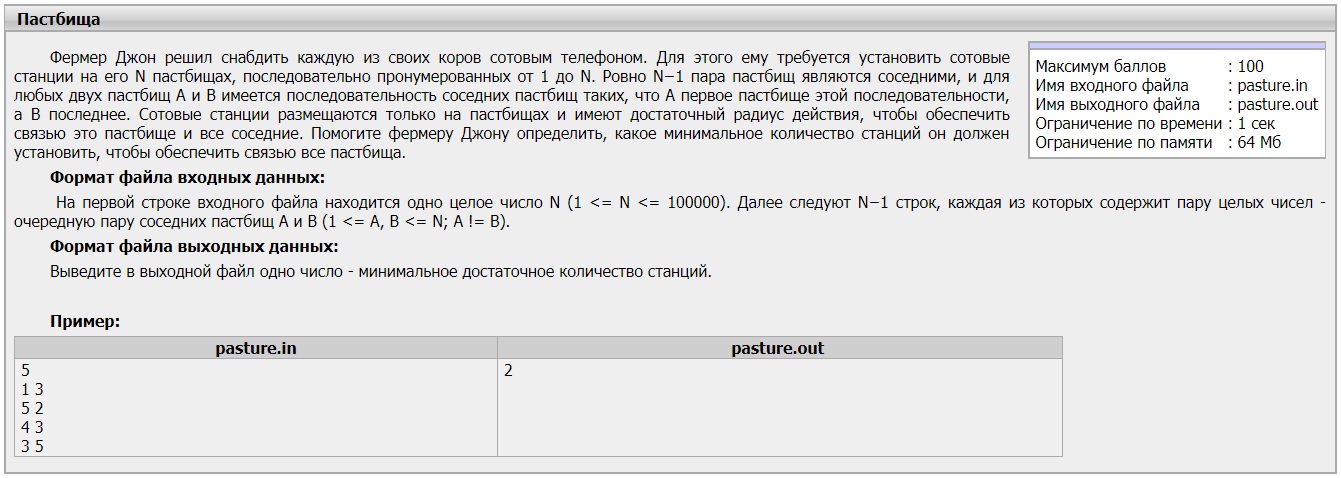 Пастбища
Фермер Джон решил снабдить каждую из своих коров сотовым телефоном. Для этого ему требуется установить сотовые
станции на его N пастбищах, последовательно пронумерованных от 1 до N. Ровно N−1 пара пастбищ являются соседними, и для
любых двух пастбищ A и B имеется последовательность соседних пастбищ таких, что A первое пастбище этой последовательности,
а B последнее. Сотовые станции размещаются только на пастбищах и имеют достаточный радиус действия, чтобы обеспечить
связью это пастбище и все соседние. Помогите фермеру Джону определить, какое минимальное количество станций он должен
установить, чтобы обеспечить связью все пастбища.
Максимум баллов : 100
Имя входного файла : pasture.in
Имя выходного файла : pasture.out
Ограничение по времени : 1 сек
Ограничение по памяти : 64 Мб
Формат файла входных данных:
На первой строке входного файла находится одно целое число N (1 <= N <= 100000). Далее следуют N−1 строк, каждая из которых содержит пару целых чисел -
очередную пару соседних пастбищ A и B (1 <= A, B <= N; A != B).
Формат файла выходных данных:
Выведите в выходной файл одно число - минимальное достаточное количество станций.
Пример:
pasture.in pasture.out
5 2
1 3
5 2
4 3
3 5